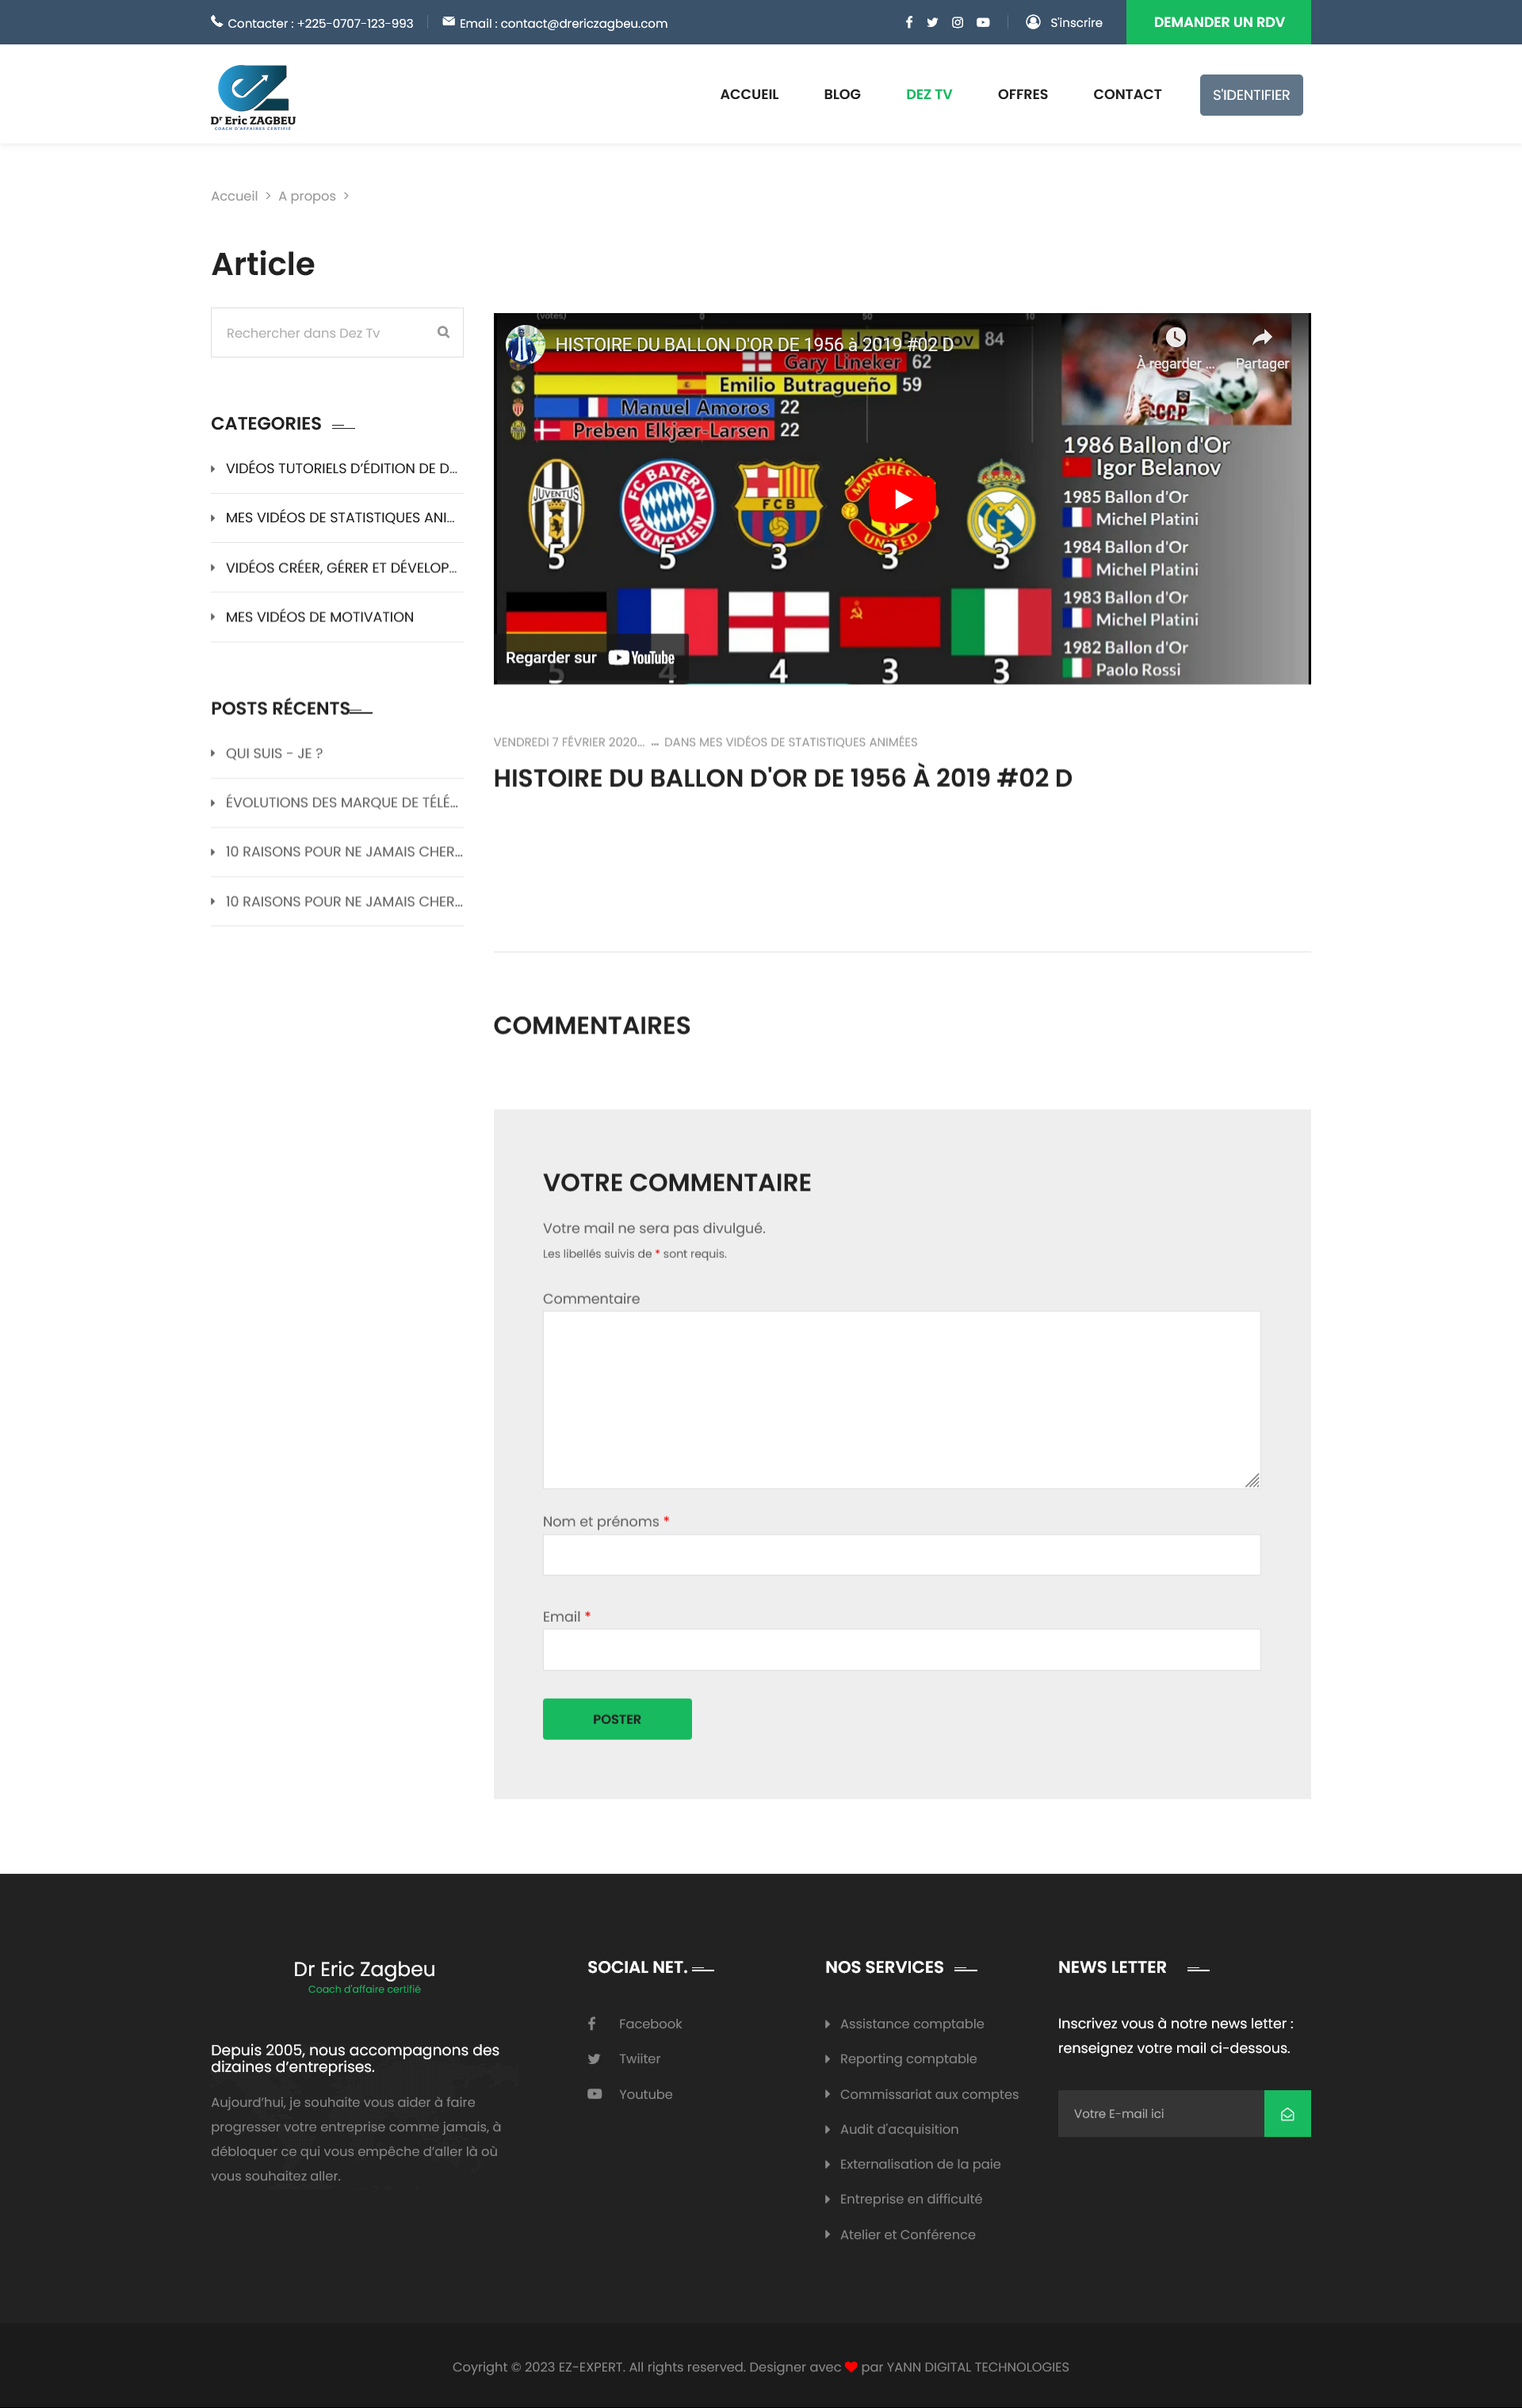 Contacter : +225-0707-123-993
Email : contact@drericzagbeu.com
S'inscrire
DEMANDER UN RDV
Dr Eric ZAGBEU
COACH D'AFFAIRES CERTIFIÉ
ACCUEIL
BLOG
DEZ TV
OFFRES
CONTACT
S'IDENTIFIER
Accueil > A propos >
Article
Rechercher dans Dez Tv
CATEGORIES
VIDÉOS TUTORIELS D'ÉDITION DE D...
MES VIDÉOS DE STATISTIQUES ANI...
VIDÉOS CRÉER, GÉRER ET DÉVELOP...
MES VIDÉOS DE MOTIVATION
POSTS RÉCENTS
QUI SUIS - JE ?
ÉVOLUTIONS DES MARQUE DE TÉLÉ...
10 RAISONS POUR NE JAMAIS CHER...
10 RAISONS POUR NE JAMAIS CHER...
(votes) 0 50 10
HISTOIRE DU BALLON D'OR DE 1956 à 2019 #02 D
Igor Belanov 84
À regarder ...
Partager
Gary Lineker 62
Emilio Butragueño 59
Manuel Amoros 22
Preben Elkjær-Larsen 22
CCCP
1986 Ballon d'Or
Igor Belanov
1985 Ballon d'Or
Michel Platini
1984 Ballon d'Or
Michel Platini
1983 Ballon d'Or
Michel Platini
1982 Ballon d'Or
Paolo Rossi
JUVENTUS
FC BAYERN MÜNCHEN
FCB
MANCHESTER UNITED
5 5 3 3 3
Regarder sur YouTube
5 4 4 3 3
VENDREDI 7 FÉVRIER 2020... ... DANS MES VIDÉOS DE STATISTIQUES ANIMÉES
HISTOIRE DU BALLON D'OR DE 1956 À 2019 #02 D
COMMENTAIRES
VOTRE COMMENTAIRE
Votre mail ne sera pas divulgué.
Les libellés suivis de * sont requis.
Commentaire
Nom et prénoms *
Email *
POSTER
Dr Eric Zagbeu
Coach d'affaire certifié
Depuis 2005, nous accompagnons des
dizaines d'entreprises.
Aujourd'hui, je souhaite vous aider à faire
progresser votre entreprise comme jamais, à
débloquer ce qui vous empêche d'aller là où
vous souhaitez aller.
SOCIAL NET.
Facebook
Twiiter
Youtube
NOS SERVICES
Assistance comptable
Reporting comptable
Commissariat aux comptes
Audit d'acquisition
Externalisation de la paie
Entreprise en difficulté
Atelier et Conférence
NEWS LETTER
Inscrivez vous à notre news letter :
renseignez votre mail ci-dessous.
Votre E-mail ici
Coyright © 2023 EZ-EXPERT. All rights reserved. Designer avec ❤ par YANN DIGITAL TECHNOLOGIES